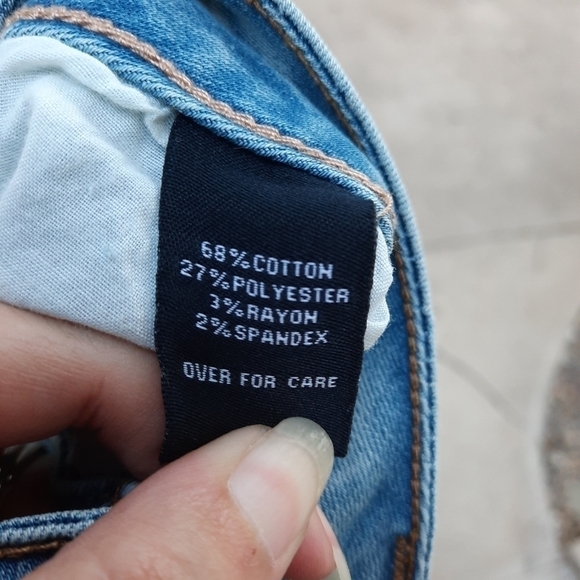 68%COTTON
27%POLYESTER
3%RAYON
2%SPANDEX
OVER FOR CARE